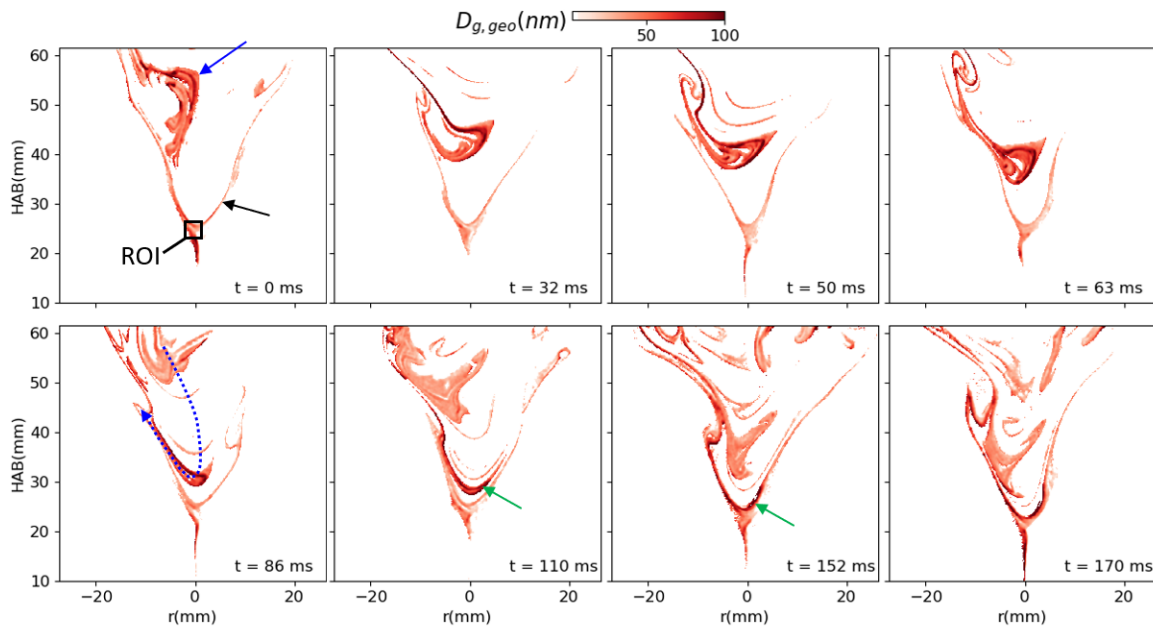 D_{g,geo}(nm)
50 100
HAB(mm)
60
50
40
30
20
10
ROI
t = 0 ms
t = 32 ms
t = 50 ms
t = 63 ms
HAB(mm)
60
50
40
30
20
10
t = 86 ms
t = 110 ms
t = 152 ms
t = 170 ms
−20 0 20
−20 0 20
−20 0 20
−20 0 20
r(mm)
r(mm)
r(mm)
r(mm)